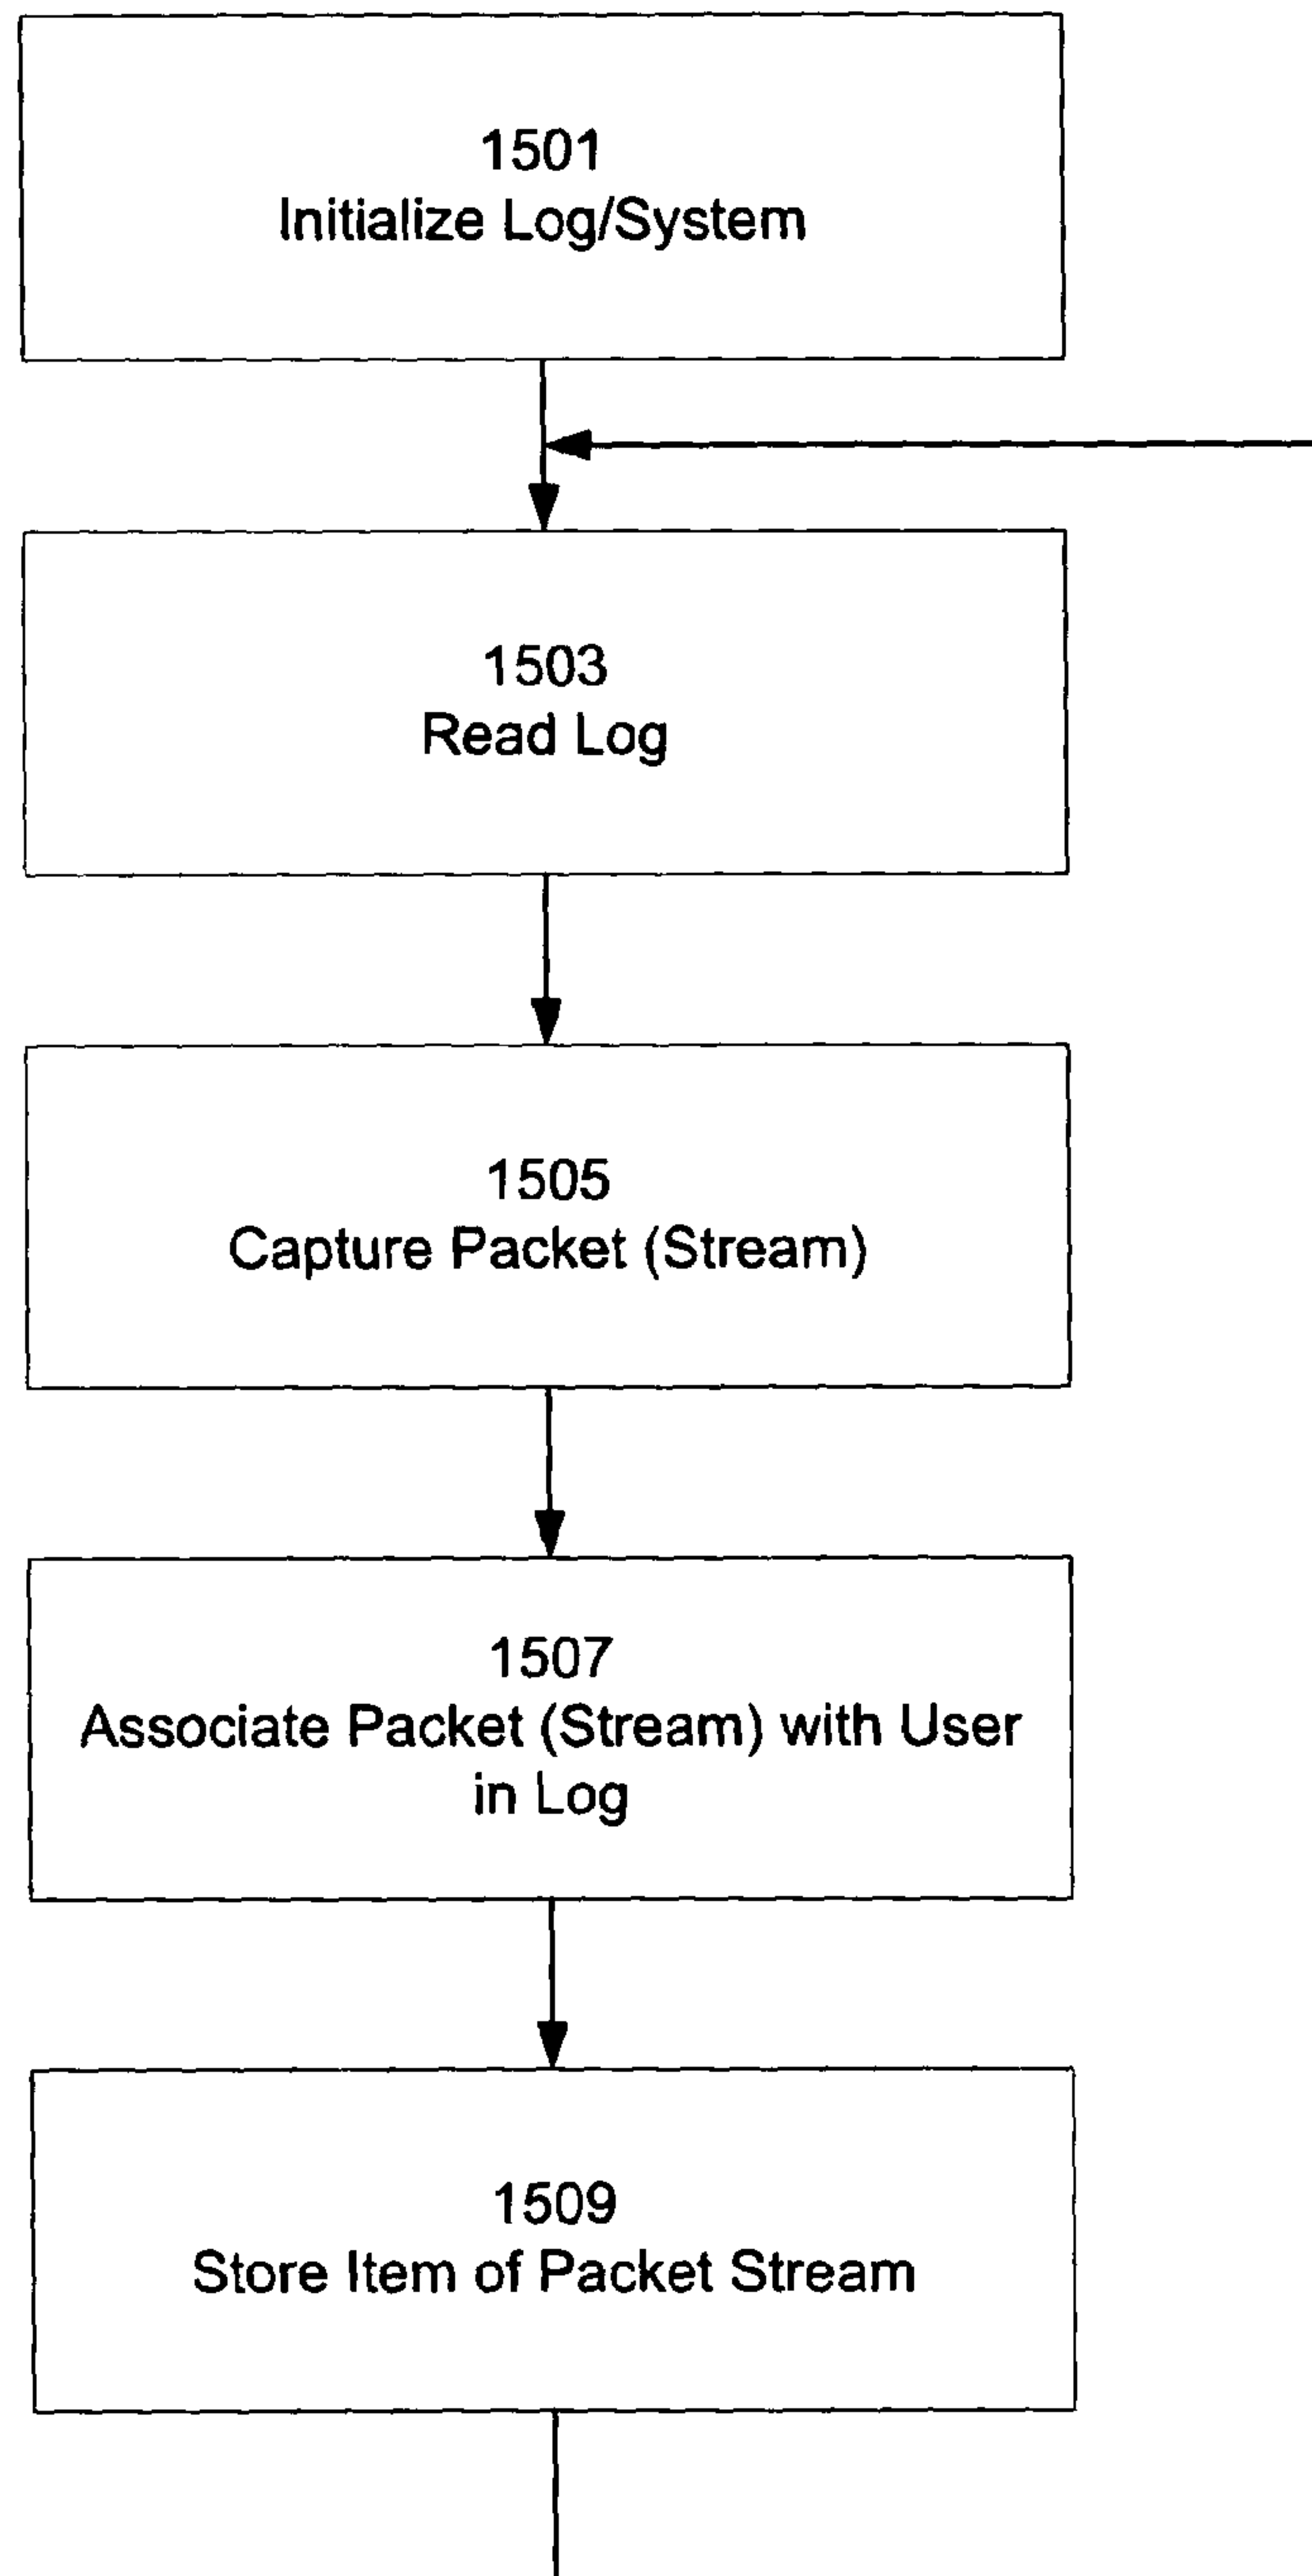 1501
Initialize Log/System
1503
Read Log
1505
Capture Packet (Stream)
1507
Associate Packet (Stream) with User
in Log
1509
Store Item of Packet Stream